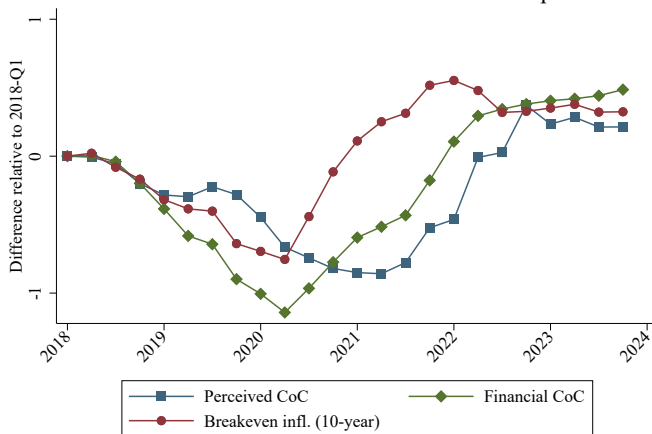 Difference relative to 2018-Q1
1
0
-1
2018
2019
2020
2021
2022
2023
2024
Perceived CoC
Financial CoC
Breakeven infl. (10-year)